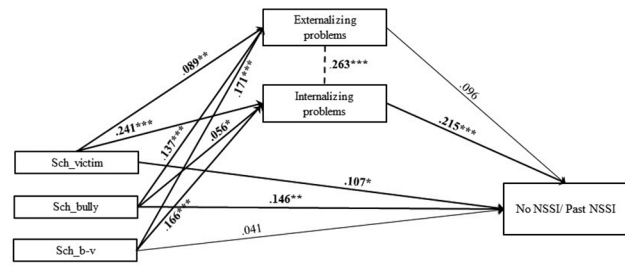 Externalizing
problems
.089**
.171***
.263***
.096
Internalizing
problems
.241***
.137***
.056*
.215***
Sch_victim
.107*
Sch_bully
.146**
No NSSI/ Past NSSI
.166***
.041
Sch_b-v